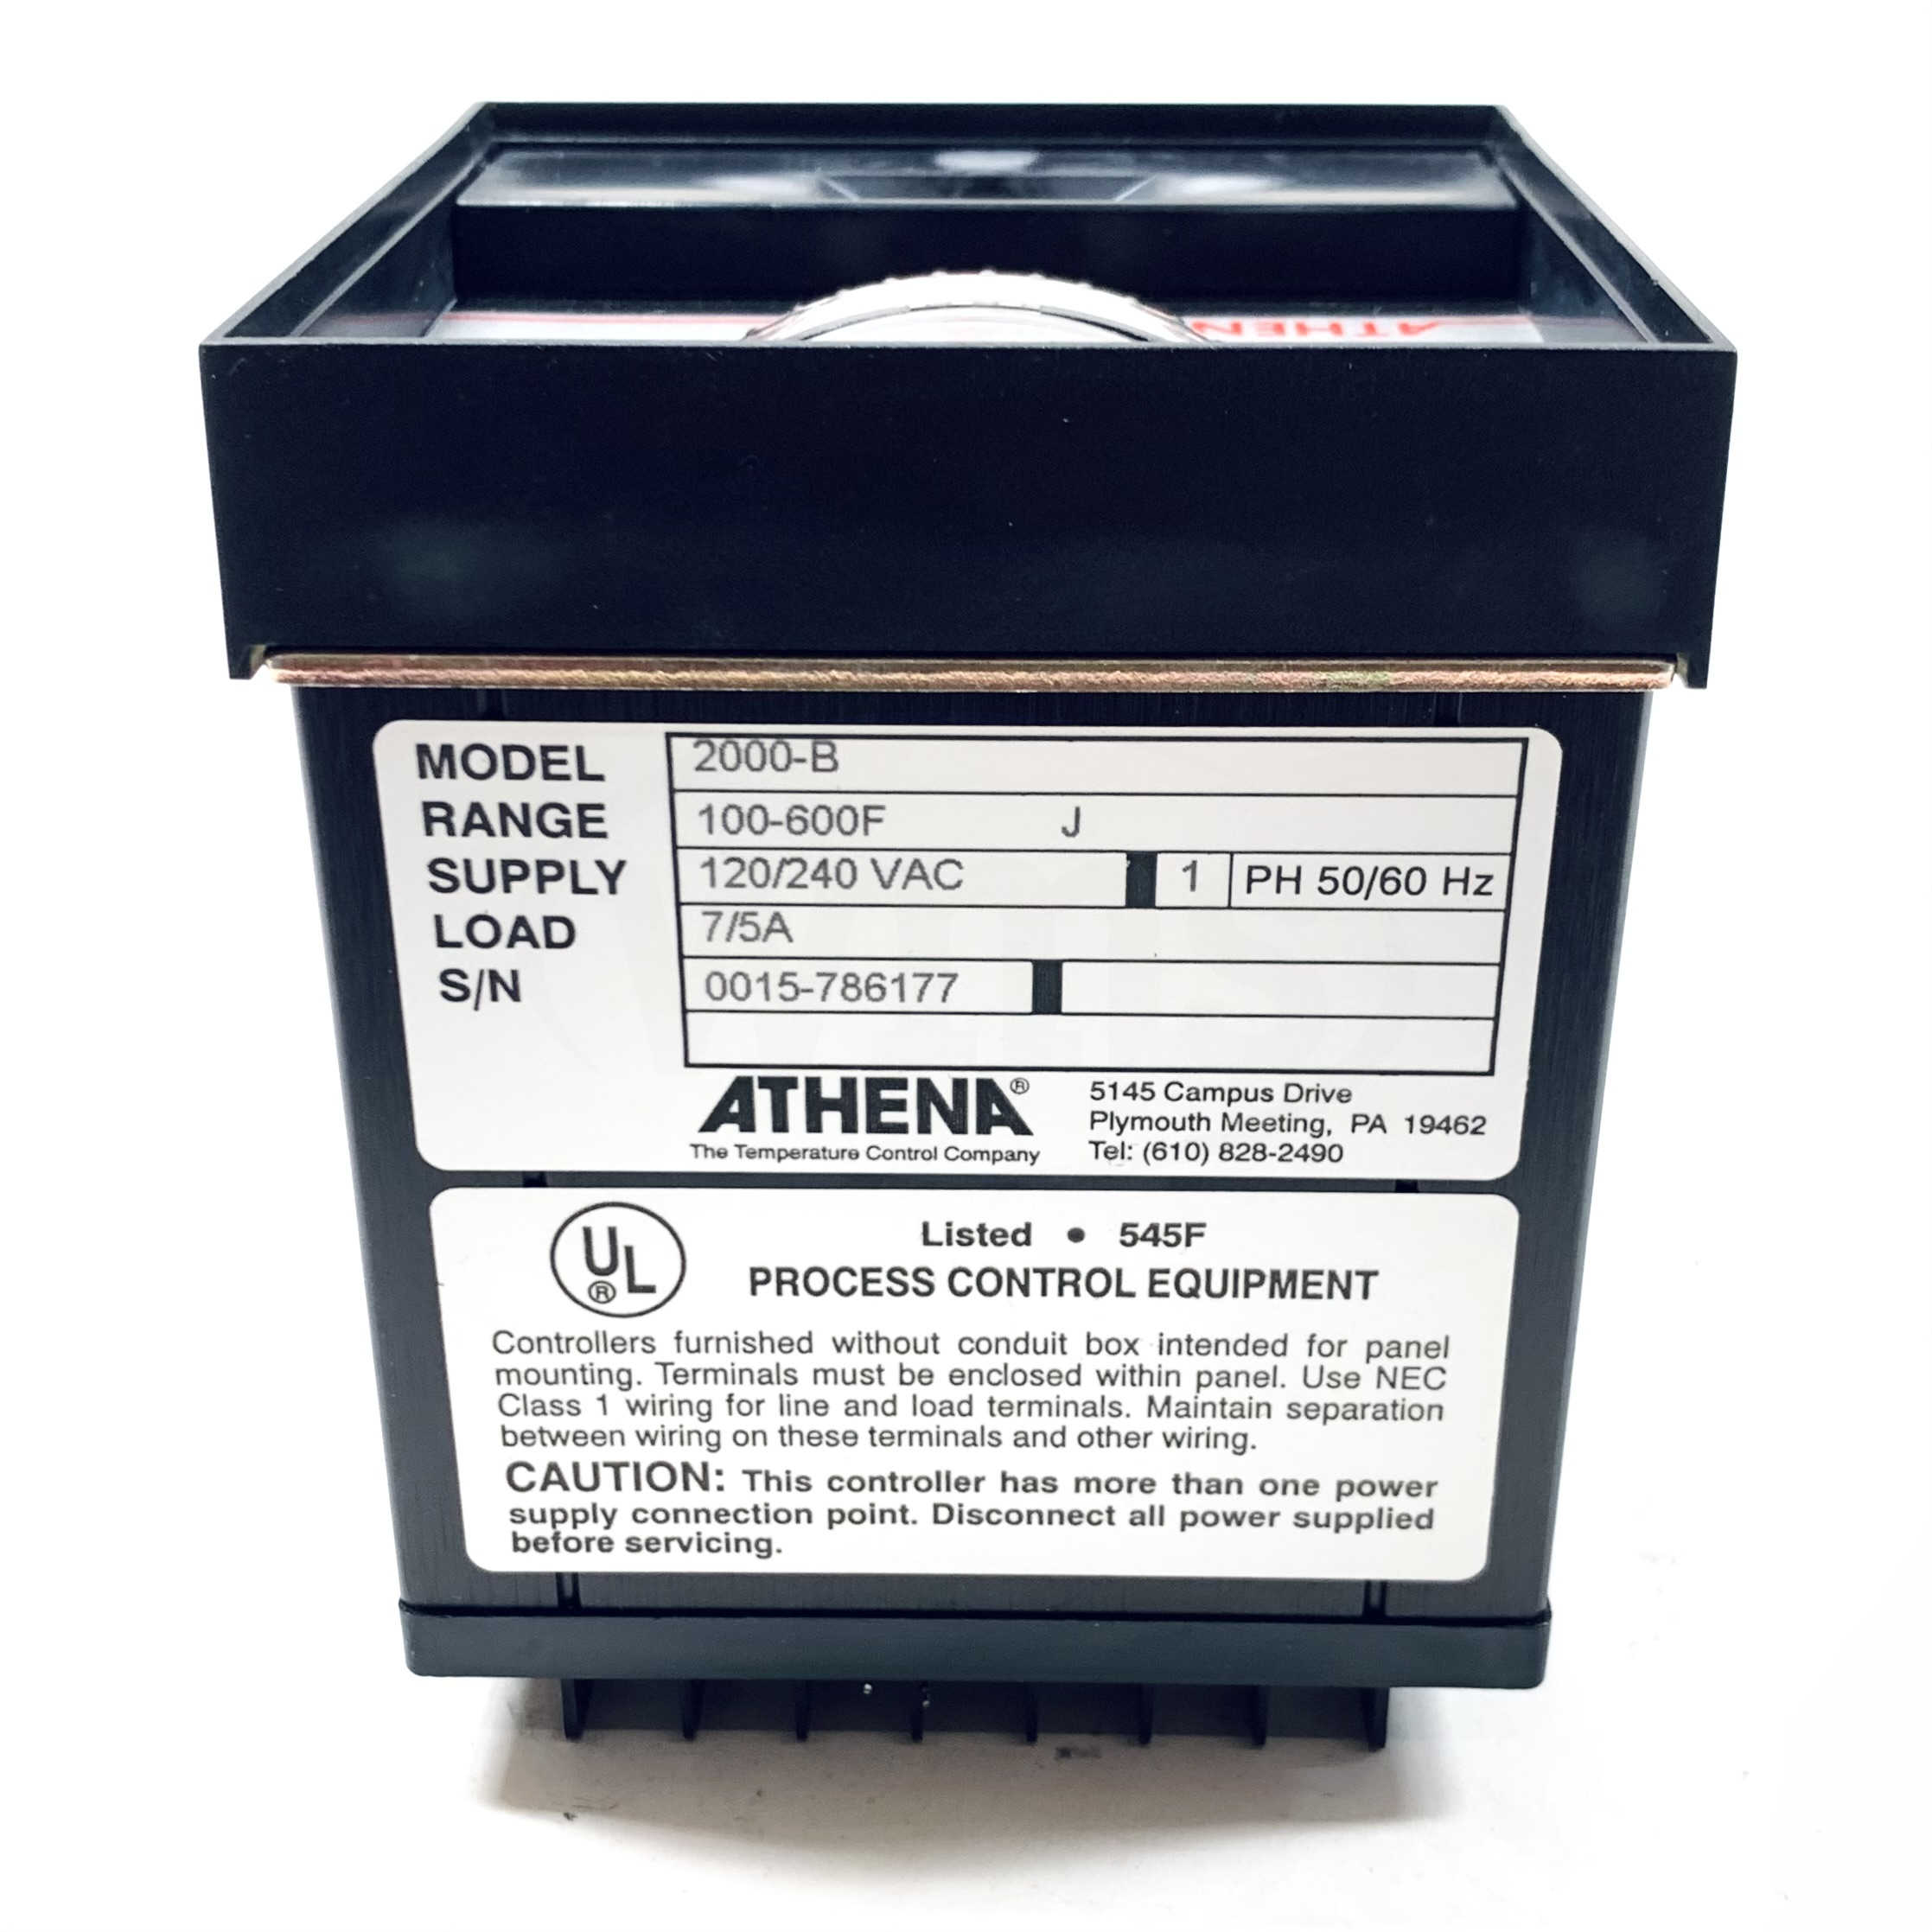 ATHEN
MODEL 2000-B
RANGE 100-600F J
SUPPLY 120/240 VAC 1 PH 50/60 Hz
LOAD 7/5A
S/N 0015-786177
ATHENA®
The Temperature Control Company
5145 Campus Drive
Plymouth Meeting, PA 19462
Tel: (610) 828-2490
UL®
Listed • 545F
PROCESS CONTROL EQUIPMENT
Controllers furnished without conduit box intended for panel
mounting. Terminals must be enclosed within panel. Use NEC
Class 1 wiring for line and load terminals. Maintain separation
between wiring on these terminals and other wiring.
CAUTION: This controller has more than one power
supply connection point. Disconnect all power supplied
before servicing.